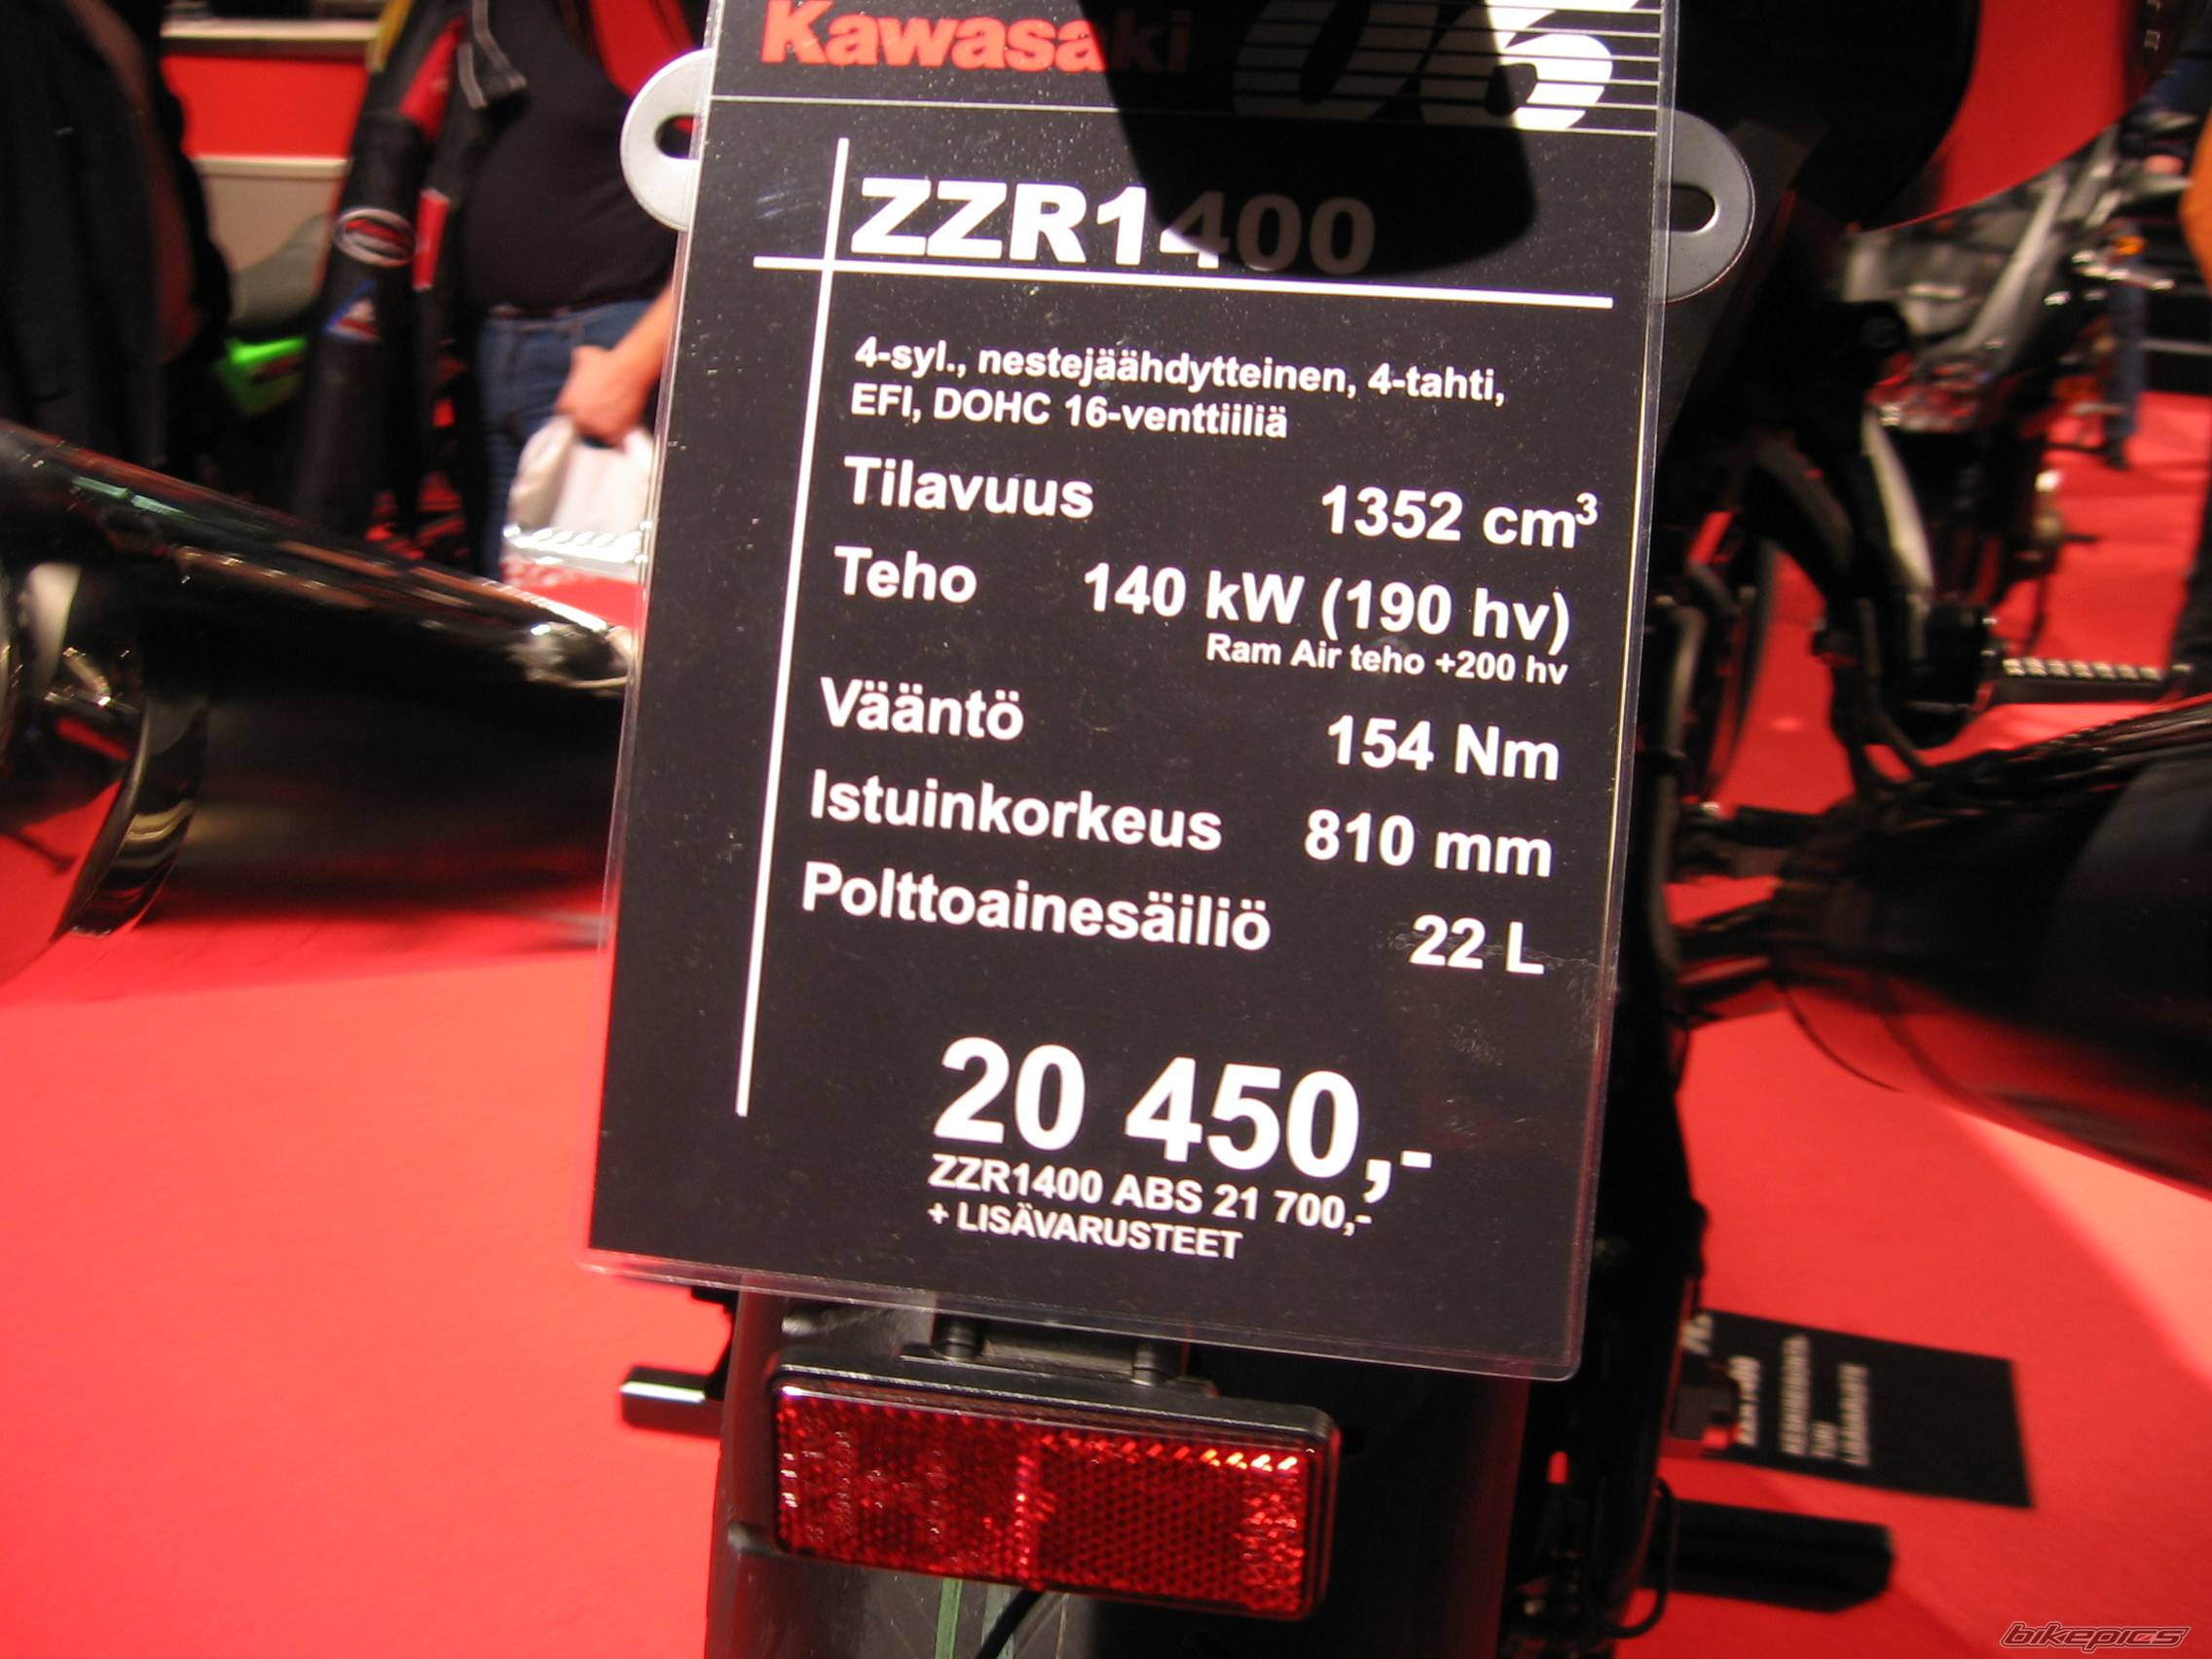 Kawasaki 06
ZZR1400
4-syl., nestejäähdytteinen, 4-tahti,
EFI, DOHC 16-venttiiliä
Tilavuus 1352 cm³
Teho 140 kW (190 hv)
Ram Air teho +200 hv
Vääntö 154 Nm
Istuinkorkeus 810 mm
Polttoainesäiliö 22 L
20 450,-
ZZR1400 ABS 21 700,-
+ LISÄVARUSTEET
bikepics